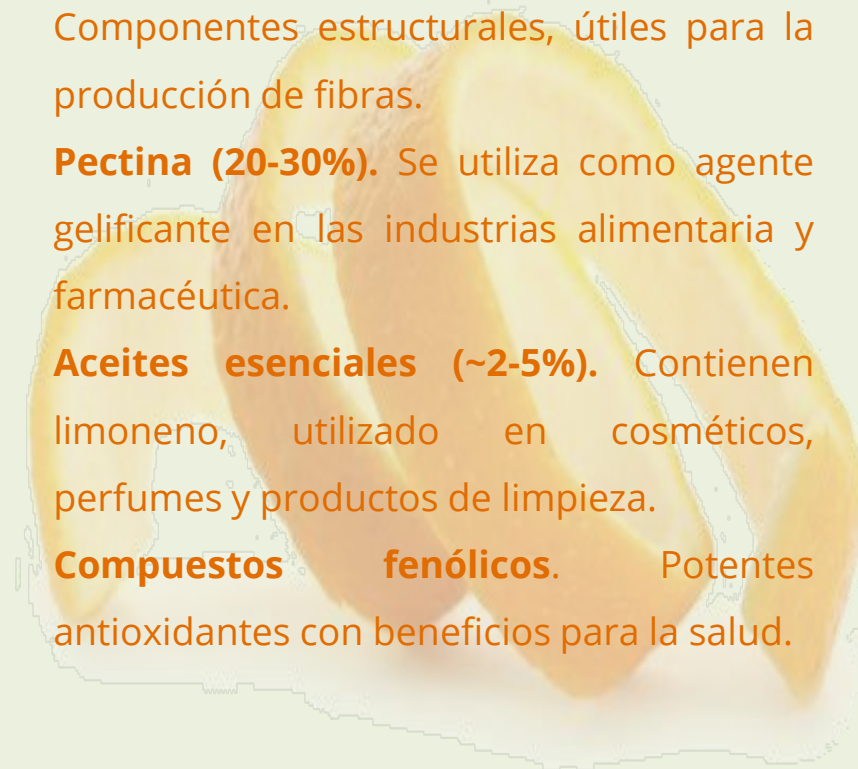 Componentes estructurales, útiles para la
producción de fibras.
Pectina (20-30%). Se utiliza como agente
gelificante en las industrias alimentaria y
farmacéutica.
Aceites esenciales (~2-5%). Contienen
limoneno, utilizado en cosméticos,
perfumes y productos de limpieza.
Compuestos fenólicos. Potentes
antioxidantes con beneficios para la salud.